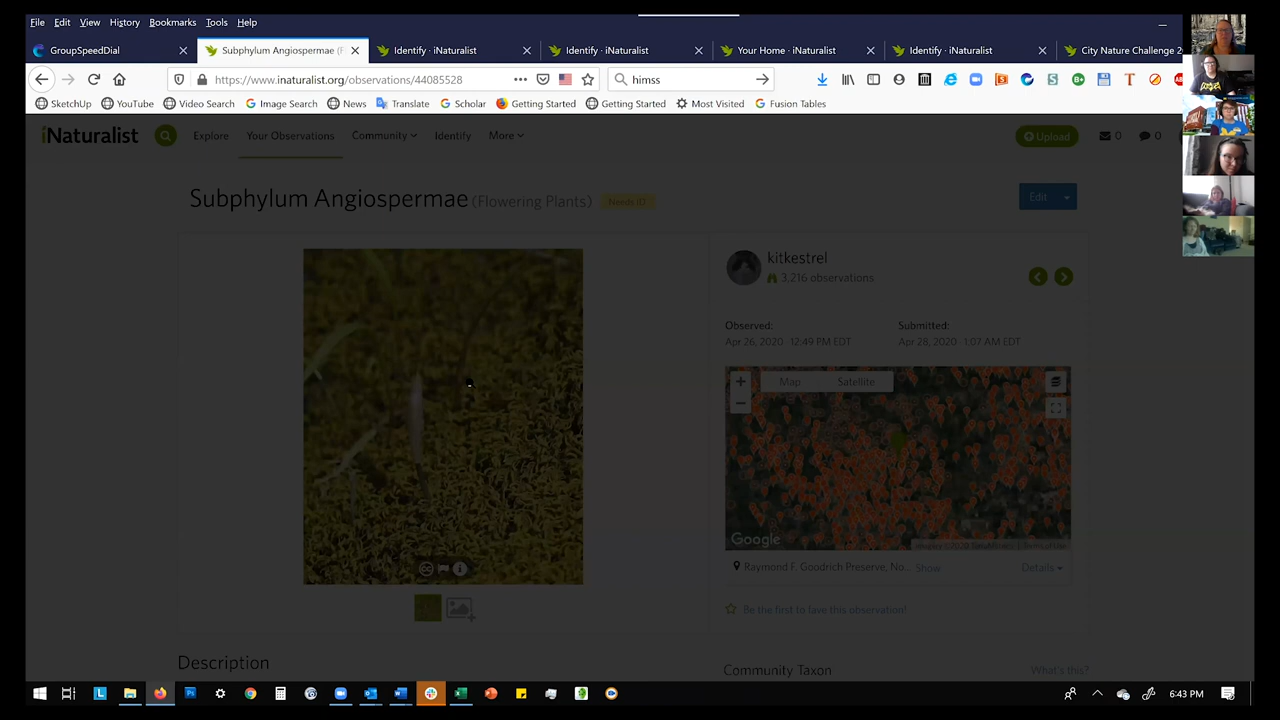 File Edit View History Bookmarks Tools Help
GroupSpeedDial
Subphylum Angiospermae (F
Identify · iNaturalist
Identify · iNaturalist
Your Home · iNaturalist
Identify · iNaturalist
City Nature Challenge 2
https://www.inaturalist.org/observations/44085528
himss
SketchUp YouTube Video Search Image Search News Translate Scholar Getting Started Getting Started Most Visited Fusion Tables
iNaturalist Explore Your Observations Community Identify More Upload 0 0
Subphylum Angiospermae (Flowering Plants) Needs ID Edit
kitkestrel
3,216 observations
Observed: Submitted:
Apr 26, 2020 · 12:49 PM EDT Apr 28, 2020 · 1:07 AM EDT
+ Map Satellite
−
Google
Raymond F. Goodrich Preserve, No... Show Details
Be the first to fave this observation!
Description
Community Taxon What's this?
6:43 PM